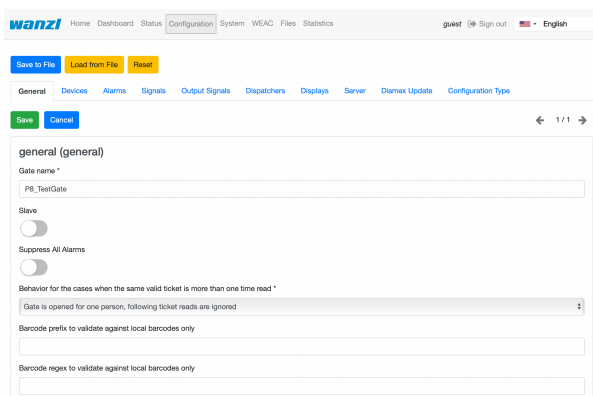 wanzl Home Dashboard Status Configuration System WEAC Files Statistics guest Sign out English
Save to File Load from File Reset
General Devices Alarms Signals Output Signals Dispatchers Displays Server Diamex Update Configuration Type
Save Cancel 1 / 1
general (general)
Gate name *
P8_TestGate
Slave
Suppress All Alarms
Behavior for the cases when the same valid ticket is more than one time read *
Gate is opened for one person, following ticket reads are ignored
Barcode prefix to validate against local barcodes only
Barcode regex to validate against local barcodes only